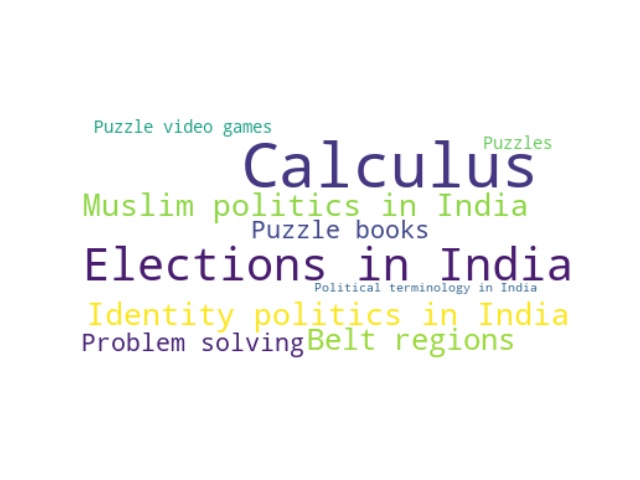 Puzzle video games
Puzzles
Calculus
Muslim politics in India
Puzzle books
Elections in India
Political terminology in India
Identity politics in India
Problem solving
Belt regions